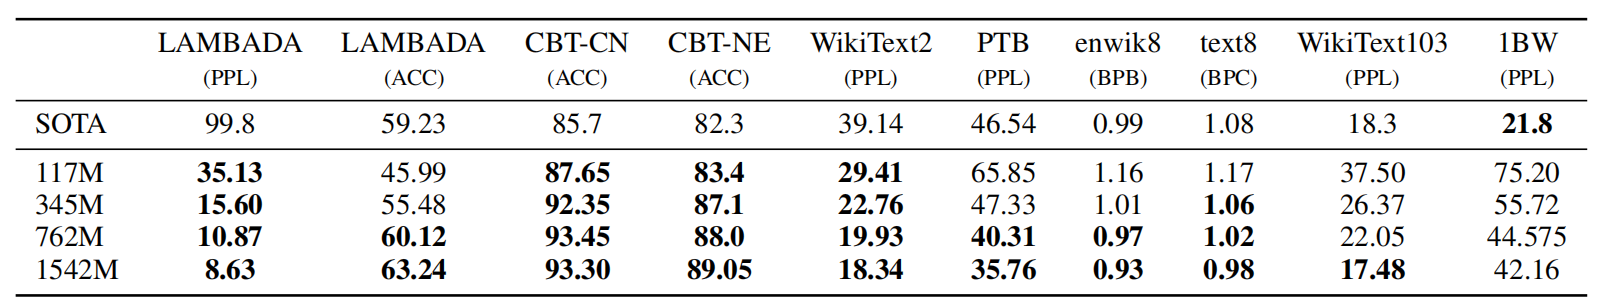 LAMBADA LAMBADA CBT-CN CBT-NE WikiText2 PTB enwik8 text8 WikiText103 1BW
(PPL) (ACC) (ACC) (ACC) (PPL) (PPL) (BPB) (BPC) (PPL) (PPL)
SOTA 99.8 59.23 85.7 82.3 39.14 46.54 0.99 1.08 18.3 21.8
117M 35.13 45.99 87.65 83.4 29.41 65.85 1.16 1.17 37.50 75.20
345M 15.60 55.48 92.35 87.1 22.76 47.33 1.01 1.06 26.37 55.72
762M 10.87 60.12 93.45 88.0 19.93 40.31 0.97 1.02 22.05 44.575
1542M 8.63 63.24 93.30 89.05 18.34 35.76 0.93 0.98 17.48 42.16